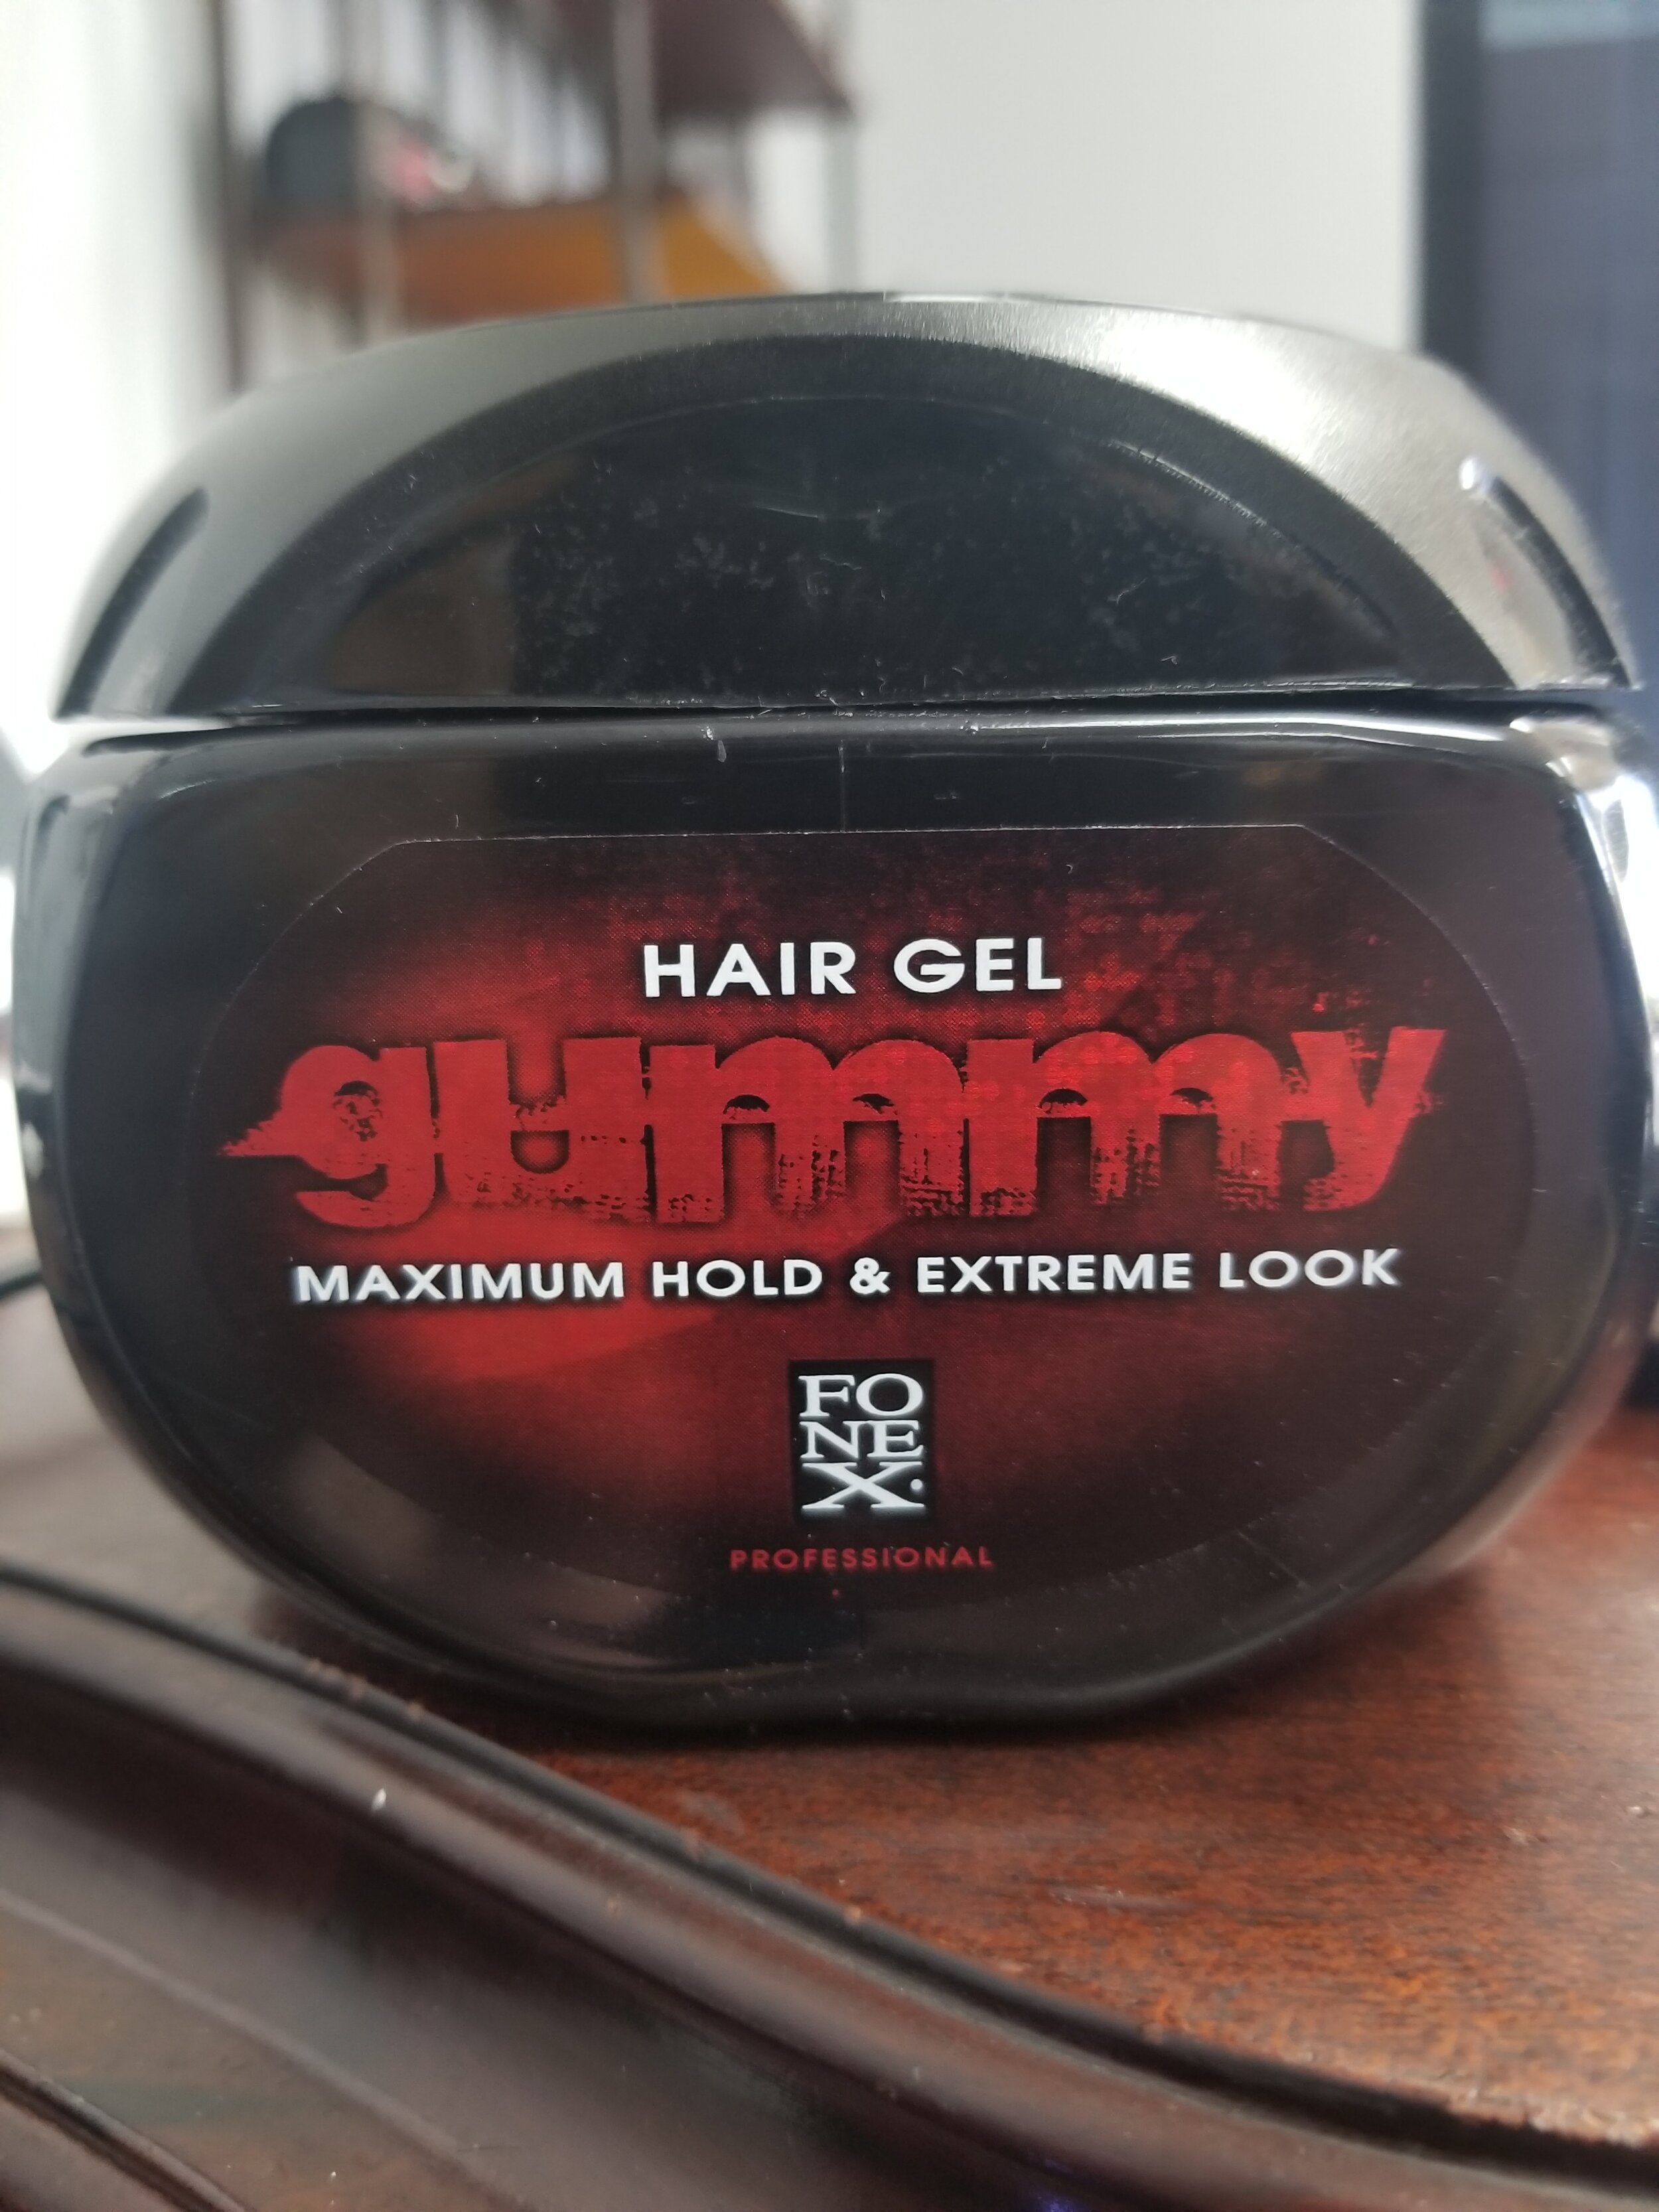 HAIR GEL
gummy
MAXIMUM HOLD & EXTREME LOOK
FO
NE
X.
PROFESSIONAL